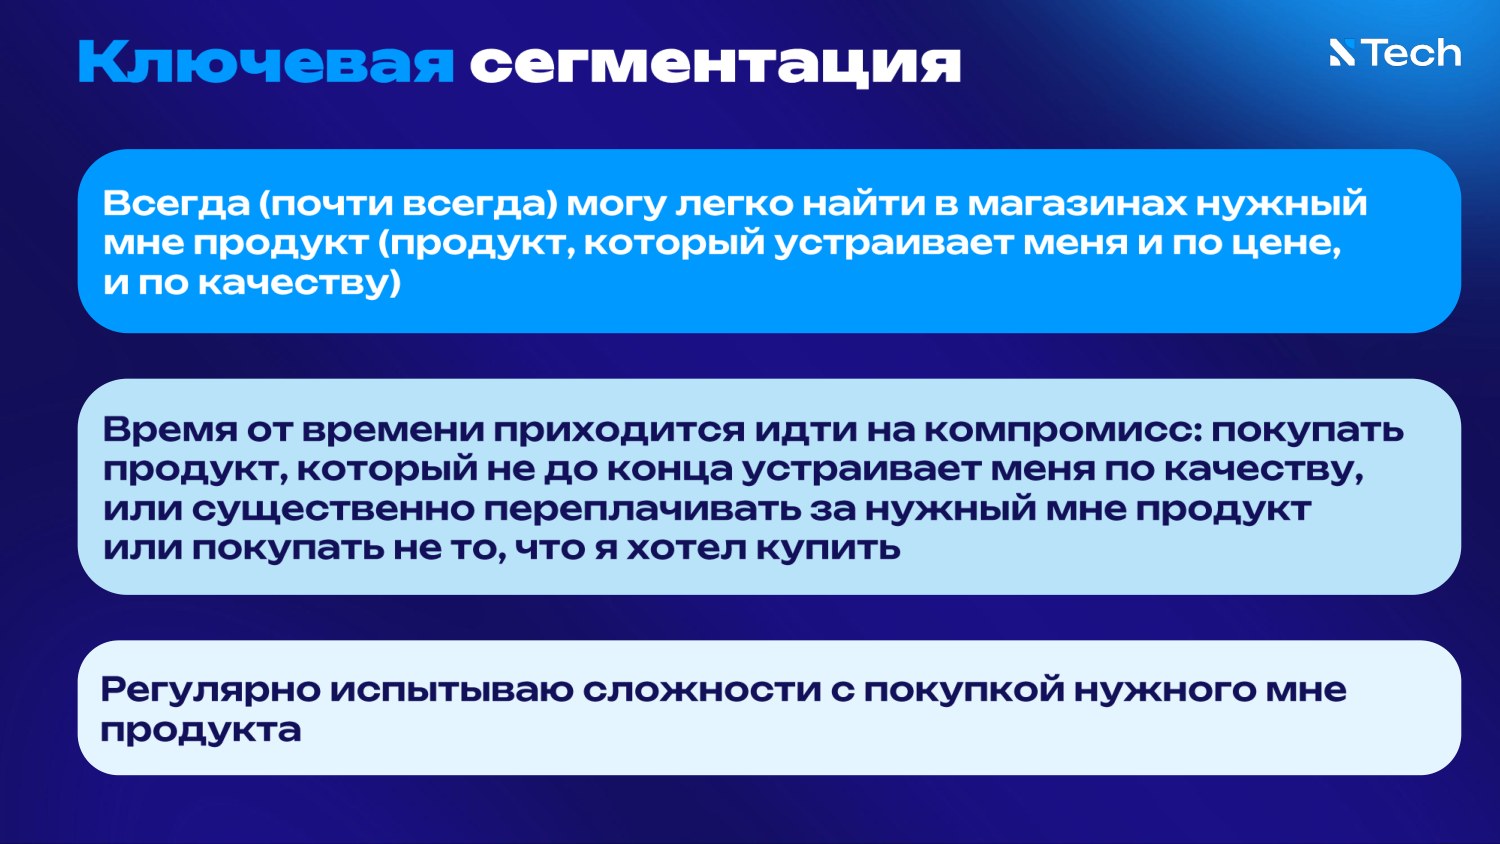 Ключевая сегментация
Tech
Всегда (почти всегда) могу легко найти в магазинах нужный
мне продукт (продукт, который устраивает меня и по цене,
и по качеству)
Время от времени приходится идти на компромисс: покупать
продукт, который не до конца устраивает меня по качеству,
или существенно переплачивать за нужный мне продукт
или покупать не то, что я хотел купить
Регулярно испытываю сложности с покупкой нужного мне
продукта